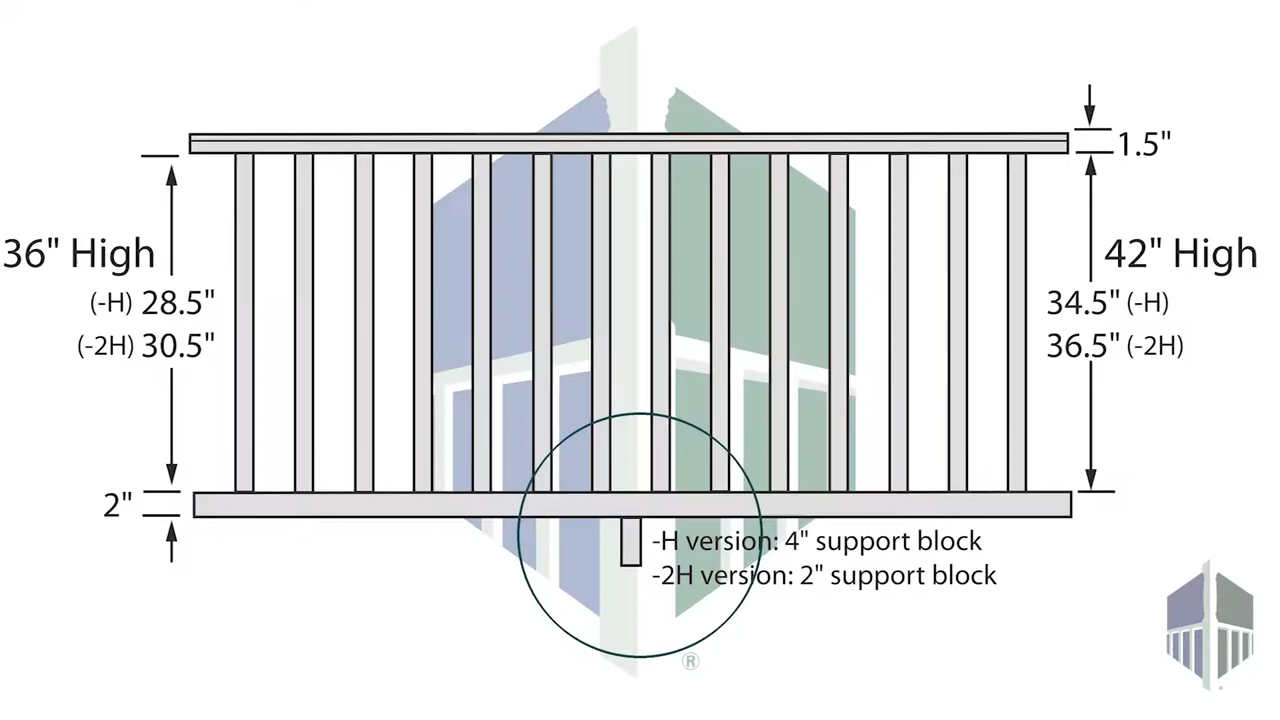 1.5"
36" High
42" High
(-H) 28.5"
34.5" (-H)
(-2H) 30.5"
36.5" (-2H)
2"
-H version: 4" support block
-2H version: 2" support block
®